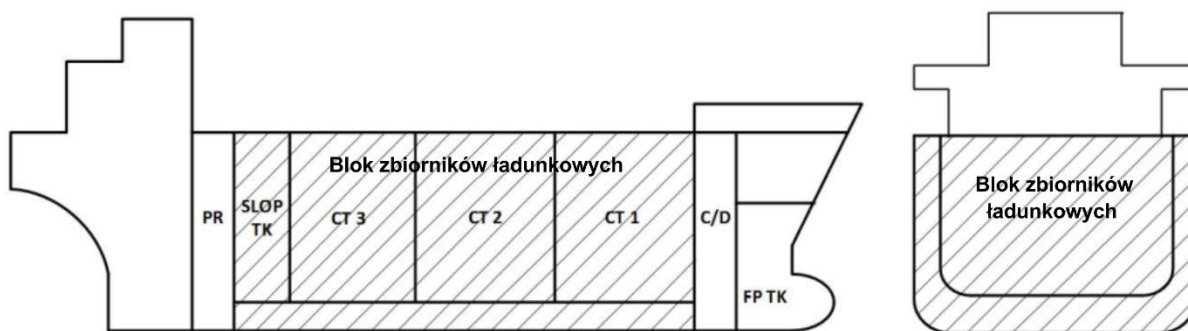 Blok zbiorników ładunkowych
PR
SLOP
TK
CT 3
CT 2
CT 1
C/D
FP TK
Blok zbiorników
ładunkowych